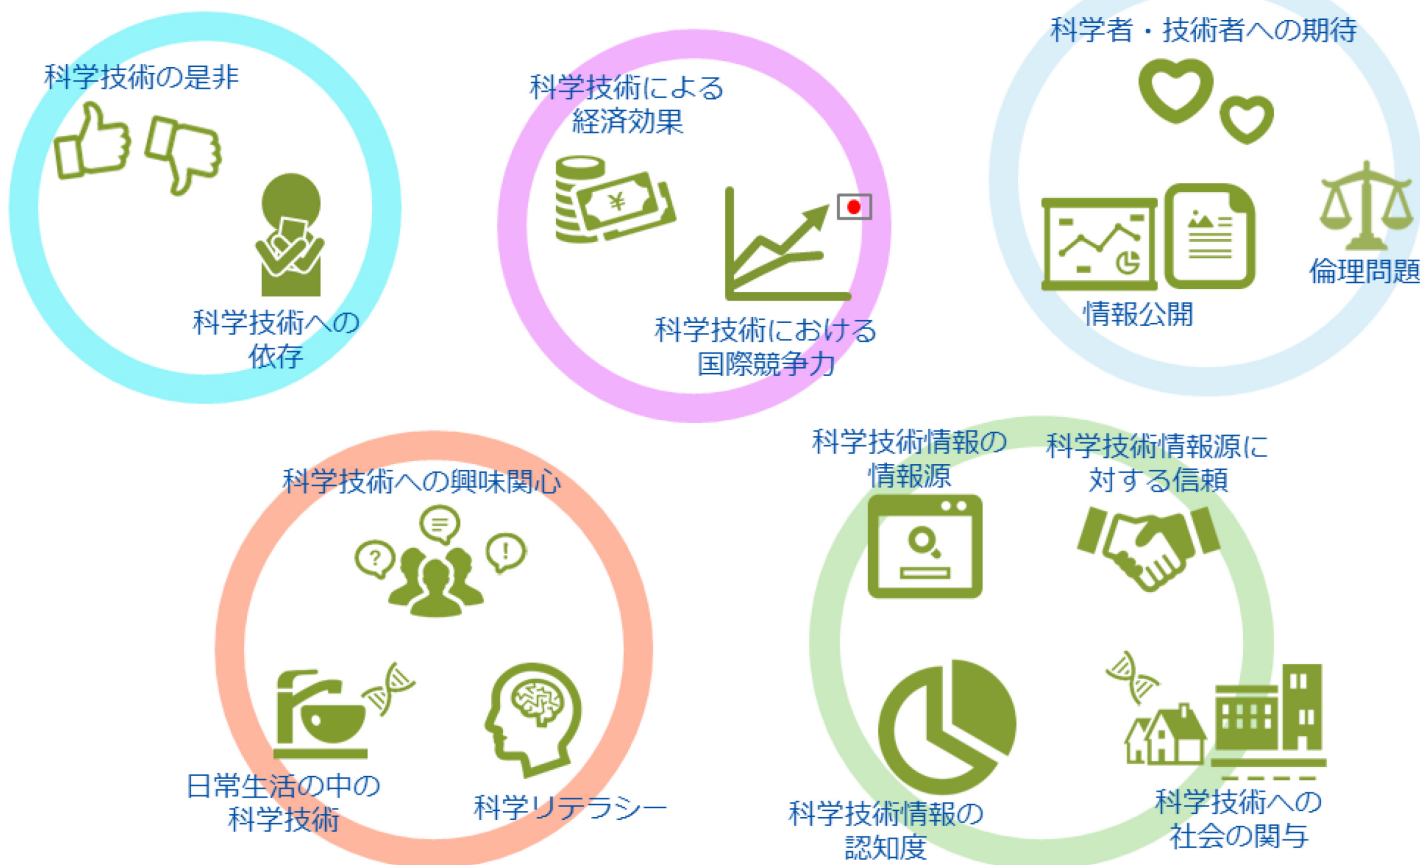 科学技術の是非
科学技術への
依存
科学技術による
経済効果
¥
科学技術における
国際競争力
科学者・技術者への期待
情報公開
倫理問題
科学技術への興味関心
?
!
日常生活の中の
科学技術
科学リテラシー
科学技術情報の
情報源
科学技術情報源に
対する信頼
科学技術情報の
認知度
科学技術への
社会の関与